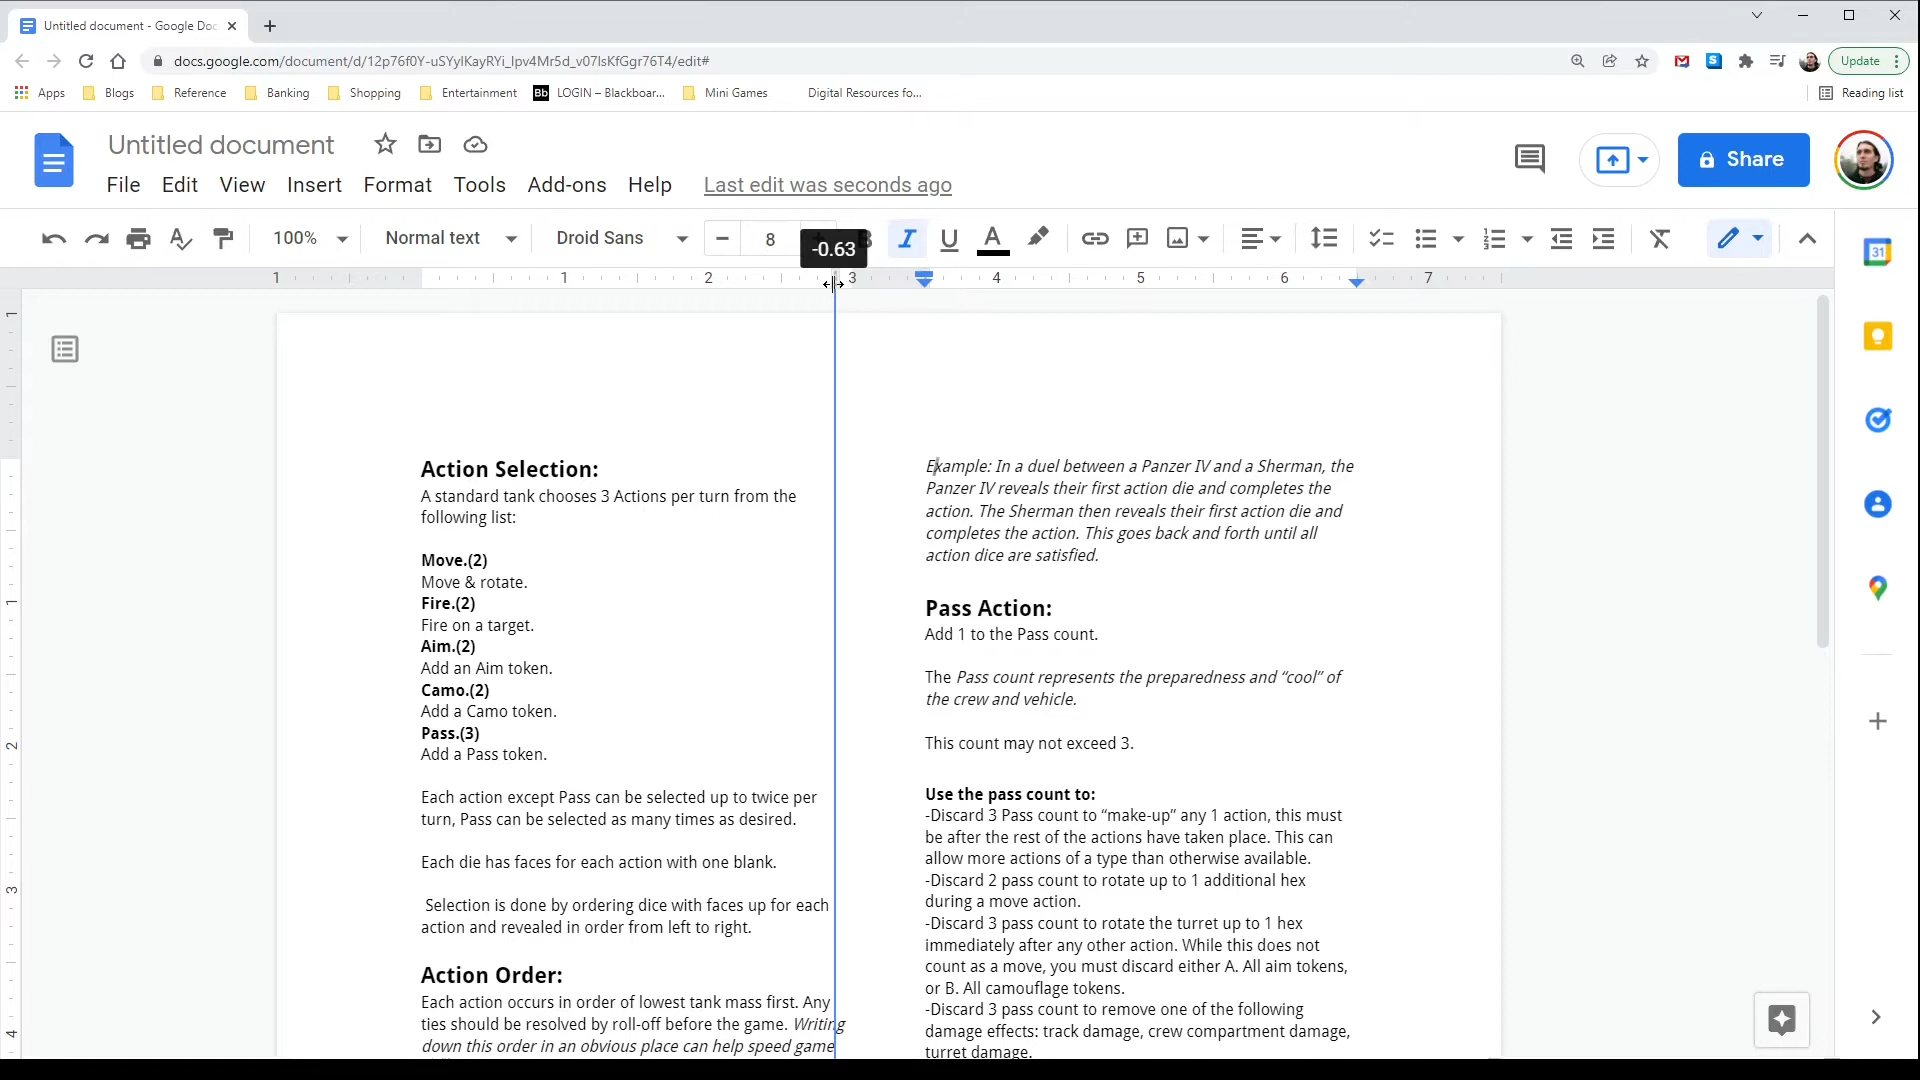 Untitled document - Google Doc
docs.google.com/document/d/12p76f0Y-uSYylKayRYi_lpv4Mr5d_v07lsKfGgr76T4/edit#
Update
Apps
Blogs
Reference
Banking
Shopping
Entertainment
Bb LOGIN – Blackboar...
Mini Games
Digital Resources fo...
Reading list
Untitled document
Share
File Edit View Insert Format Tools Add-ons Help Last edit was seconds ago
100% Normal text Droid Sans 8 B I U A
31
-0.63
1 1 2 3 4 5 6 7
1
1
2
3
4
Action Selection:
A standard tank chooses 3 Actions per turn from the
following list:
Move.(2)
Move & rotate.
Fire.(2)
Fire on a target.
Aim.(2)
Add an Aim token.
Camo.(2)
Add a Camo token.
Pass.(3)
Add a Pass token.
Each action except Pass can be selected up to twice per
turn, Pass can be selected as many times as desired.
Each die has faces for each action with one blank.
Selection is done by ordering dice with faces up for each
action and revealed in order from left to right.
Action Order:
Each action occurs in order of lowest tank mass first. Any
ties should be resolved by roll-off before the game. Writing
down this order in an obvious place can help speed game
Example: In a duel between a Panzer IV and a Sherman, the
Panzer IV reveals their first action die and completes the
action. The Sherman then reveals their first action die and
completes the action. This goes back and forth until all
action dice are satisfied.
Pass Action:
Add 1 to the Pass count.
The Pass count represents the preparedness and “cool” of
the crew and vehicle.
This count may not exceed 3.
Use the pass count to:
-Discard 3 Pass count to “make-up” any 1 action, this must
be after the rest of the actions have taken place. This can
allow more actions of a type than otherwise available.
-Discard 2 pass count to rotate up to 1 additional hex
during a move action.
-Discard 3 pass count to rotate the turret up to 1 hex
immediately after any other action. While this does not
count as a move, you must discard either A. All aim tokens,
or B. All camouflage tokens.
-Discard 3 pass count to remove one of the following
damage effects: track damage, crew compartment damage,
turret damage.